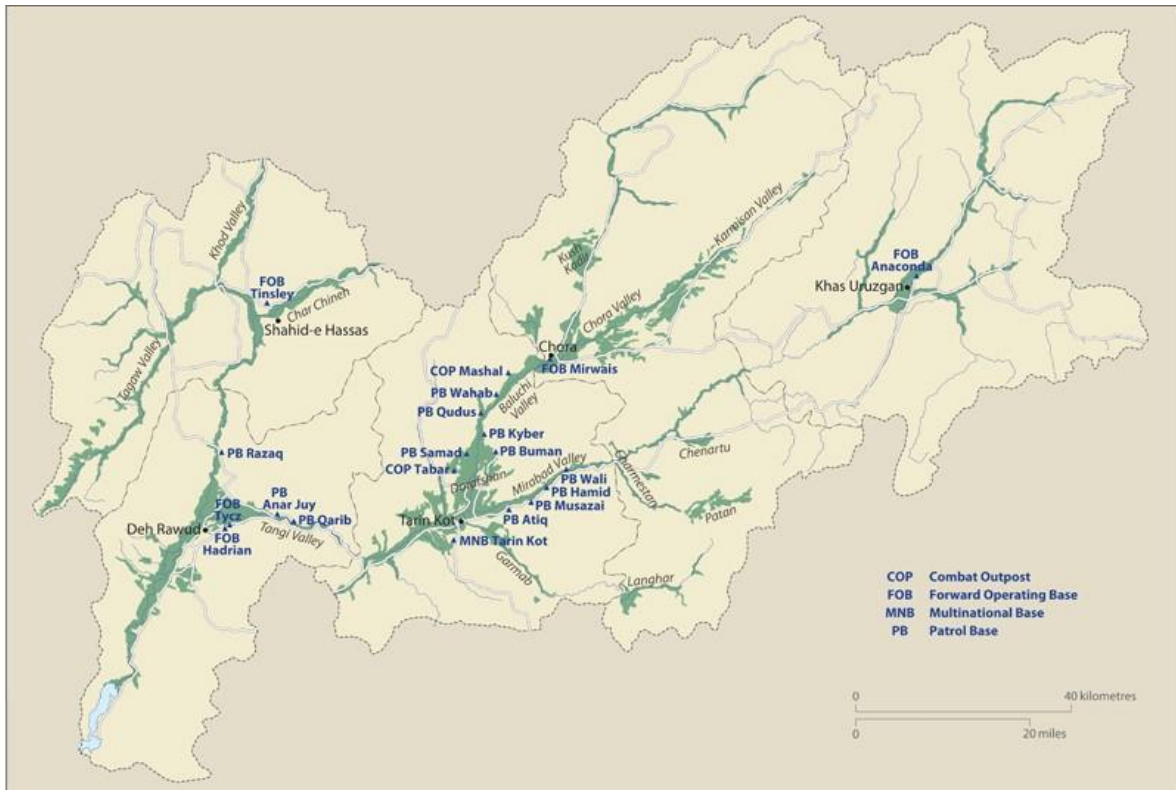 Khod Valley
FOB
Tinsley
Char Chineh
Shahid-e Hassas
Tagaw Valley
Kush
Kadir
Kamisan Valley
Chora Valley
FOB
Anaconda
Khas Uruzgan
Chora
FOB Mirwais
COP Mashal
PB Wahab
Baluchi
Valley
PB Qudus
PB Kyber
PB Buman
PB Samad
COP Tabar
Dorafshan
Mirabad Valley
PB Wali
PB Hamid
PB Musazai
PB Atiq
Charmestan
Chenartu
Patan
PB Razaq
PB
Anar Juy
PB Qarib
FOB
Tycz
Deh Rawud
FOB
Hadrian
Tangi Valley
Tarin Kot
MNB Tarin Kot
Garmab
Langhar
COP Combat Outpost
FOB Forward Operating Base
MNB Multinational Base
PB Patrol Base
0 40 kilometres
0 20 miles